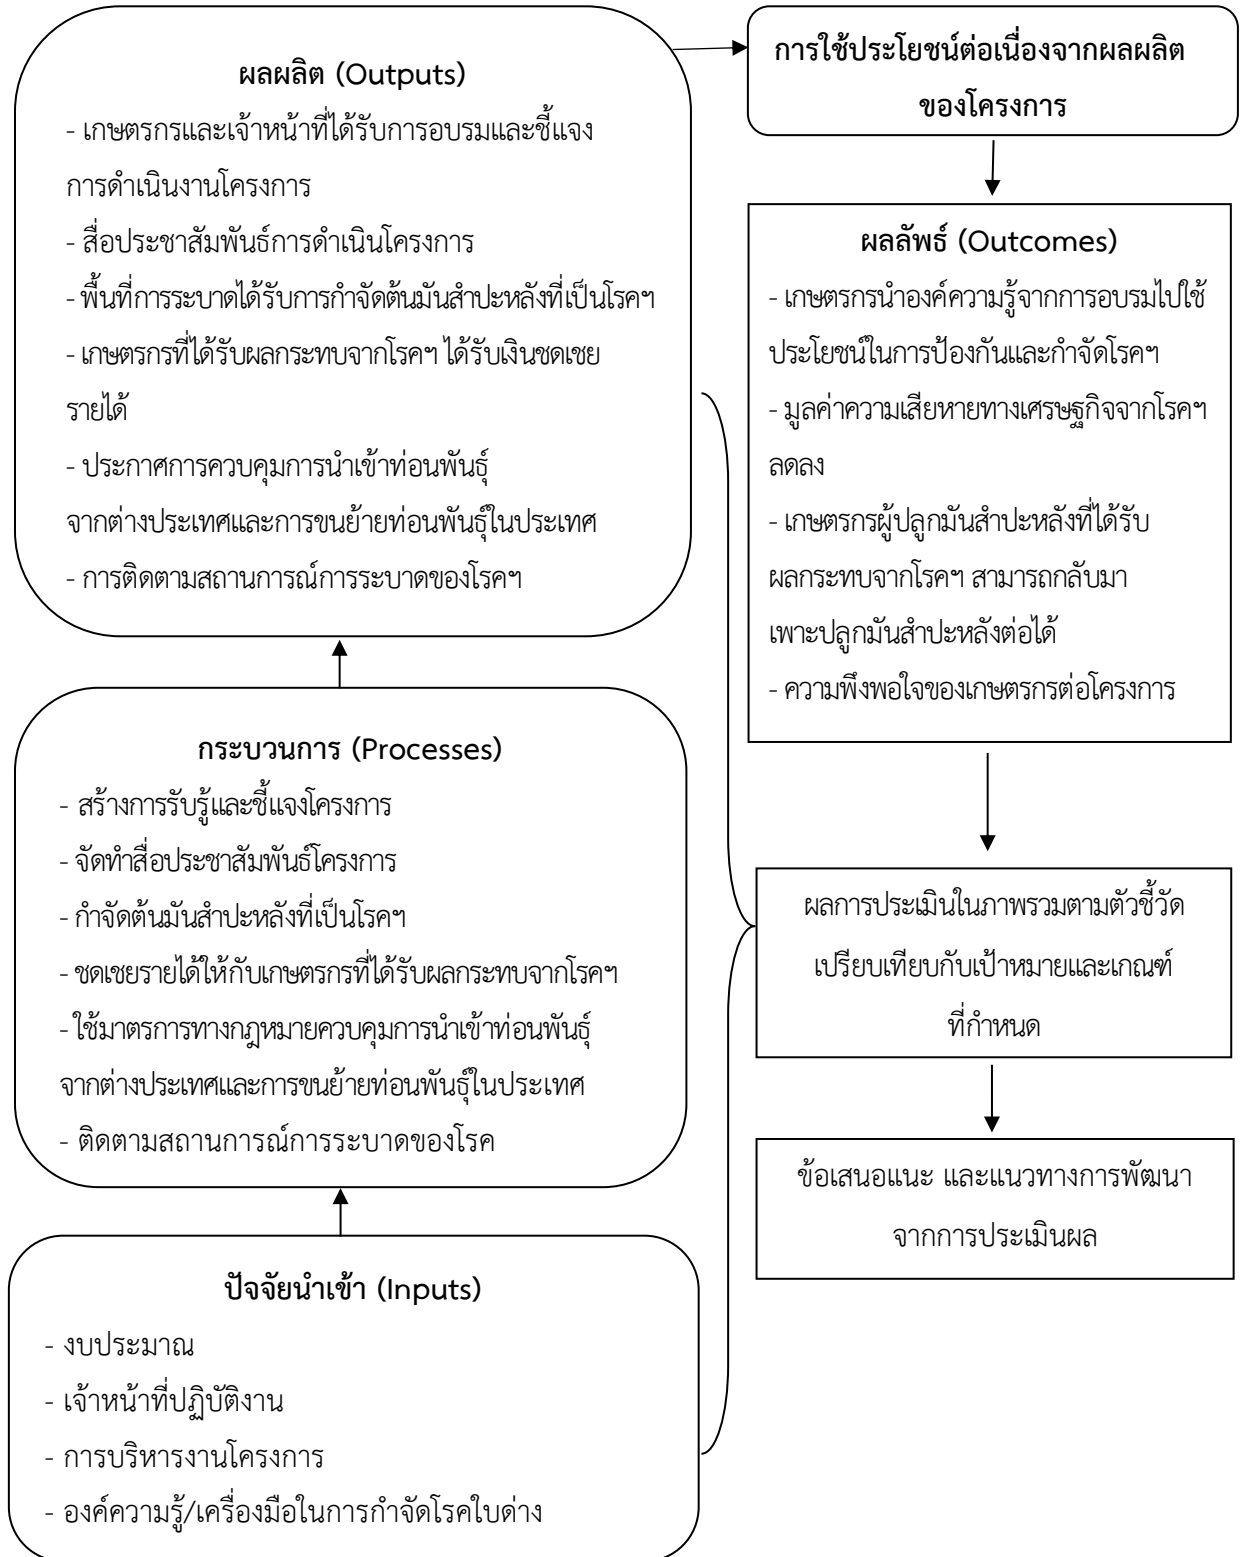 ผลผลิต (Outputs)
- เกษตรกรและเจ้าหน้าที่ได้รับการอบรมและชี้แจง
การดำเนินงานโครงการ
- สื่อประชาสัมพันธ์การดำเนินโครงการ
- พื้นที่การระบาดได้รับการกำจัดต้นมันสำปะหลังที่เป็นโรคฯ
- เกษตรกรที่ได้รับผลกระทบจากโรคฯ ได้รับเงินชดเชย
รายได้
- ประกาศการควบคุมการนำเข้าท่อนพันธุ์
จากต่างประเทศและการขนย้ายท่อนพันธุ์ในประเทศ
- การติดตามสถานการณ์การระบาดของโรคฯ
กระบวนการ (Processes)
- สร้างการรับรู้และชี้แจงโครงการ
- จัดทำสื่อประชาสัมพันธ์โครงการ
- กำจัดต้นมันสำปะหลังที่เป็นโรคฯ
- ชดเชยรายได้ให้กับเกษตรกรที่ได้รับผลกระทบจากโรคฯ
- ใช้มาตรการทางกฎหมายควบคุมการนำเข้าท่อนพันธุ์
จากต่างประเทศและการขนย้ายท่อนพันธุ์ในประเทศ
- ติดตามสถานการณ์การระบาดของโรค
ปัจจัยนำเข้า (Inputs)
- งบประมาณ
- เจ้าหน้าที่ปฏิบัติงาน
- การบริหารงานโครงการ
- องค์ความรู้/เครื่องมือในการกำจัดโรคใบด่าง
การใช้ประโยชน์ต่อเนื่องจากผลผลิต
ของโครงการ
ผลลัพธ์ (Outcomes)
- เกษตรกรนำองค์ความรู้จากการอบรมไปใช้
ประโยชน์ในการป้องกันและกำจัดโรคฯ
- มูลค่าความเสียหายทางเศรษฐกิจจากโรคฯ
ลดลง
- เกษตรกรผู้ปลูกมันสำปะหลังที่ได้รับ
ผลกระทบจากโรคฯ สามารถกลับมา
เพาะปลูกมันสำปะหลังต่อได้
- ความพึงพอใจของเกษตรกรต่อโครงการ
ผลการประเมินในภาพรวมตามตัวชี้วัด
เปรียบเทียบกับเป้าหมายและเกณฑ์
ที่กำหนด
ข้อเสนอแนะ และแนวทางการพัฒนา
จากการประเมินผล